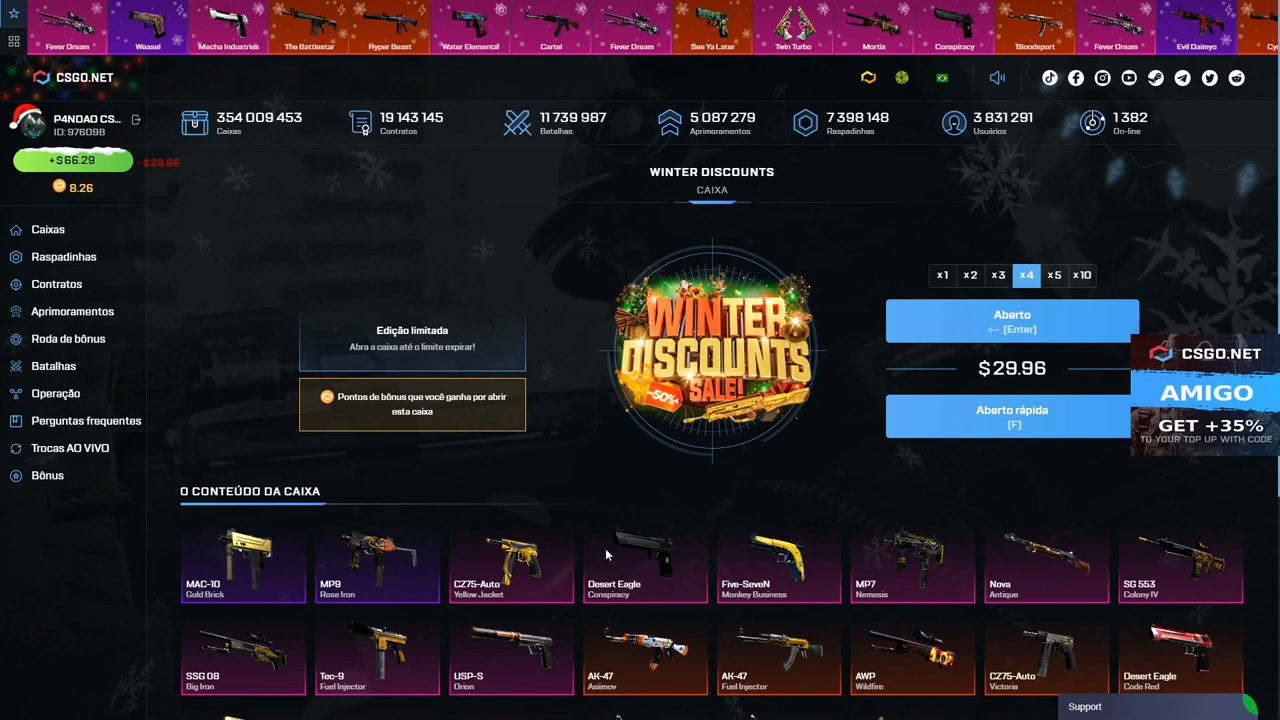 Fever Dream
Weasel
Mecha Industries
The Battlestar
Hyper Beast
Water Elemental
Cartel
Fever Dream
See Ya Later
Twin Turbo
Mortis
Conspiracy
Bloodsport
Fever Dream
Evil Daimyo
CSGO.NET
P4NDAO CS...
ID: 976098
+$66.29
-$29.96
8.26
354 009 453
Caixas
19 143 145
Contratos
11 739 987
Batalhas
5 087 279
Aprimoramentos
7 398 148
Raspadinhas
3 831 291
Usuários
1 382
On-line
Caixas
Raspadinhas
Contratos
Aprimoramentos
Roda de bônus
Batalhas
Operação
Perguntas frequentes
Trocas AO VIVO
Bônus
WINTER DISCOUNTS
CAIXA
Edição limitada
Abra a caixa até o limite expirar!
Pontos de bônus que você ganha por abrir
esta caixa
WINTER
DISCOUNTS
SALE!
-50%
x1 x2 x3 x4 x5 x10
Aberto
[Enter]
$29.96
Aberto rápida
[F]
CSGO.NET
AMIGO
GET +35%
TO YOUR TOP UP WITH CODE
O CONTEÚDO DA CAIXA
MAC-10
Gold Brick
MP9
Rose Iron
CZ75-Auto
Yellow Jacket
Desert Eagle
Conspiracy
Five-SeveN
Monkey Business
MP7
Nemesis
Nova
Antique
SG 553
Colony IV
SSG 08
Big Iron
Tec-9
Fuel Injector
USP-S
Orion
AK-47
Asiimov
AK-47
Fuel Injector
AWP
Wildfire
CZ75-Auto
Victoria
Desert Eagle
Code Red
Support